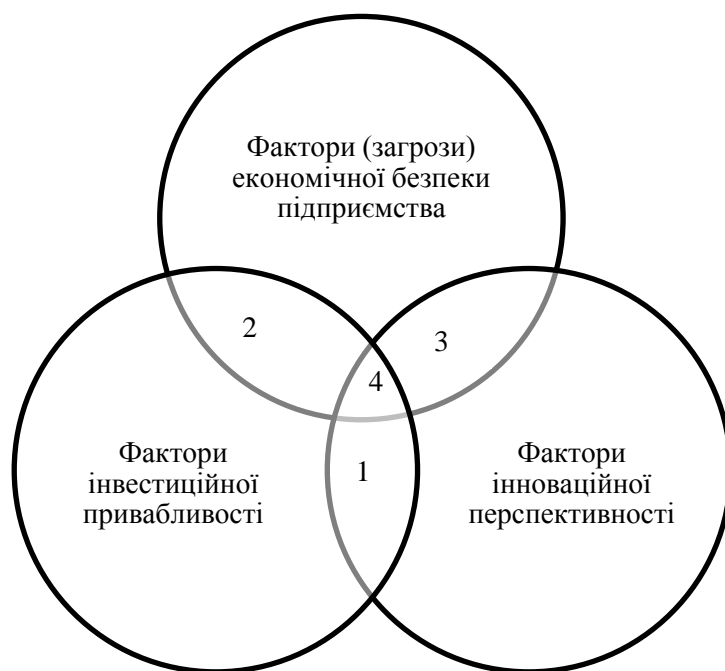 Фактори (загрози)
економічної безпеки
підприємства
2
3
4
Фактори
інвестиційної
привабливості
1
Фактори
інноваційної
перспективності